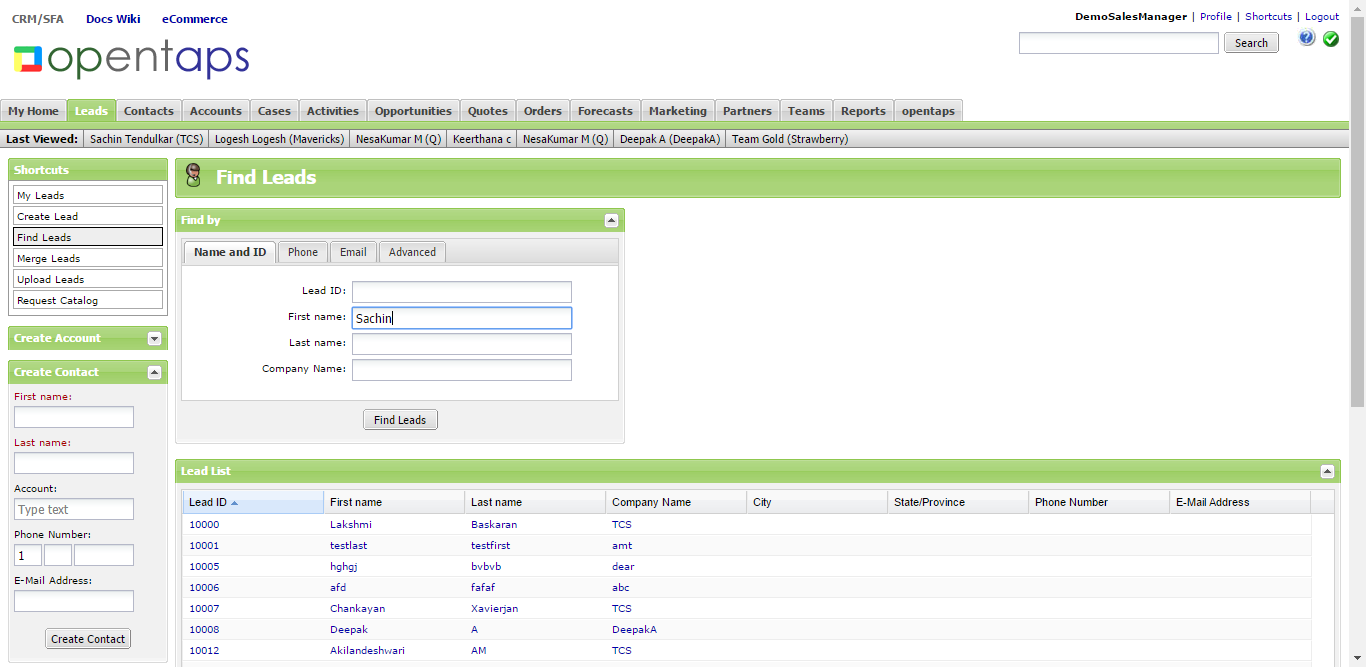 CRM/SFA Docs Wiki eCommerce
DemoSalesManager | Profile | Shortcuts | Logout
opentaps
Search
My Home Leads Contacts Accounts Cases Activities Opportunities Quotes Orders Forecasts Marketing Partners Teams Reports opentaps
Last Viewed: Sachin Tendulkar (TCS) Logesh Logesh (Mavericks) NesaKumar M (Q) Keerthana c NesaKumar M (Q) Deepak A (DeepakA) Team Gold (Strawberry)
Shortcuts
My Leads
Create Lead
Find Leads
Merge Leads
Upload Leads
Request Catalog
Create Account
Create Contact
First name:
Last name:
Account:
Type text
Phone Number:
1
E-Mail Address:
Create Contact
Find Leads
Find by
Name and ID Phone Email Advanced
Lead ID:
First name: Sachin
Last name:
Company Name:
Find Leads
Lead List
Lead ID First name Last name Company Name City State/Province Phone Number E-Mail Address
10000 Lakshmi Baskaran TCS
10001 testlast testfirst amt
10005 hghgj bvbvb dear
10006 afd fafaf abc
10007 Chankayan Xavierjan TCS
10008 Deepak A DeepakA
10012 Akilandeshwari AM TCS